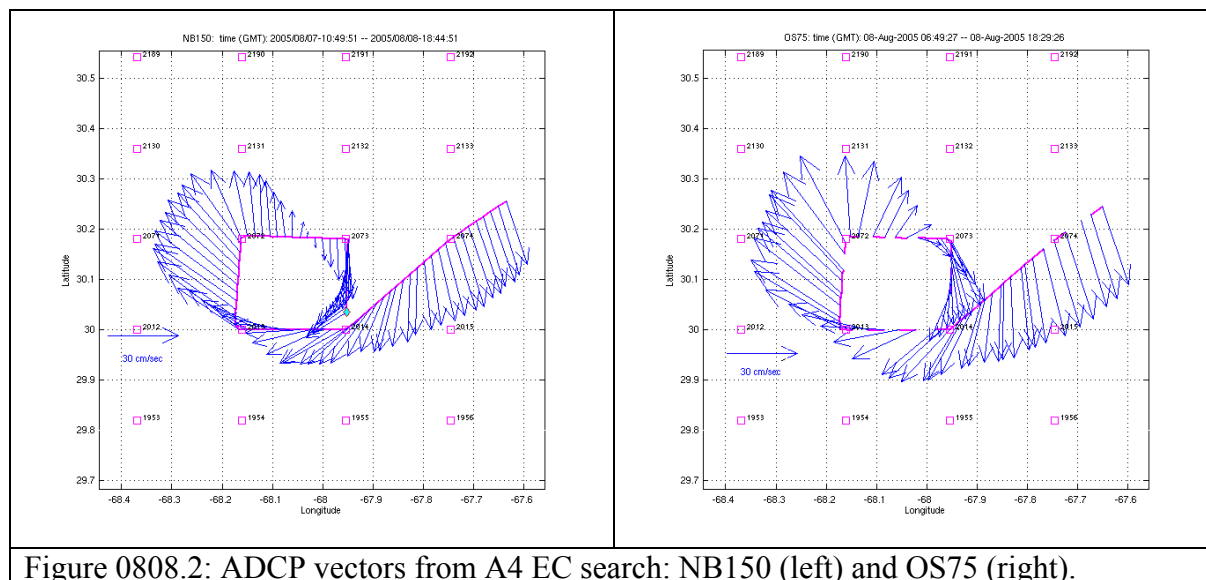 NB150: time (GMT): 2005/08/07-10:49:51 -- 2005/08/08-18:44:51
2189 2190 2191 2192
30.5
30.4
2130 2131 2132 2133
30.3
30.2
2071 2072 2073 2074
30.1
Latitude
30
2012 2013 2014 2015
30 cm/sec
29.9
1953 1954 1955 1956
29.8
29.7
-68.4 -68.3 -68.2 -68.1 -68 -67.9 -67.8 -67.7 -67.6
Longitude
OS75: time (GMT): 08-Aug-2005 06:49:27 -- 08-Aug-2005 18:29:26
2189 2190 2191 2192
30.5
30.4
2130 2131 2132 2133
30.3
30.2
2071 2072 2073 2074
30.1
Latitude
30
2012 2013 2014 2015
30 cm/sec
29.9
1953 1954 1955 1956
29.8
29.7
-68.4 -68.3 -68.2 -68.1 -68 -67.9 -67.8 -67.7 -67.6
Longitude
Figure 0808.2: ADCP vectors from A4 EC search: NB150 (left) and OS75 (right).